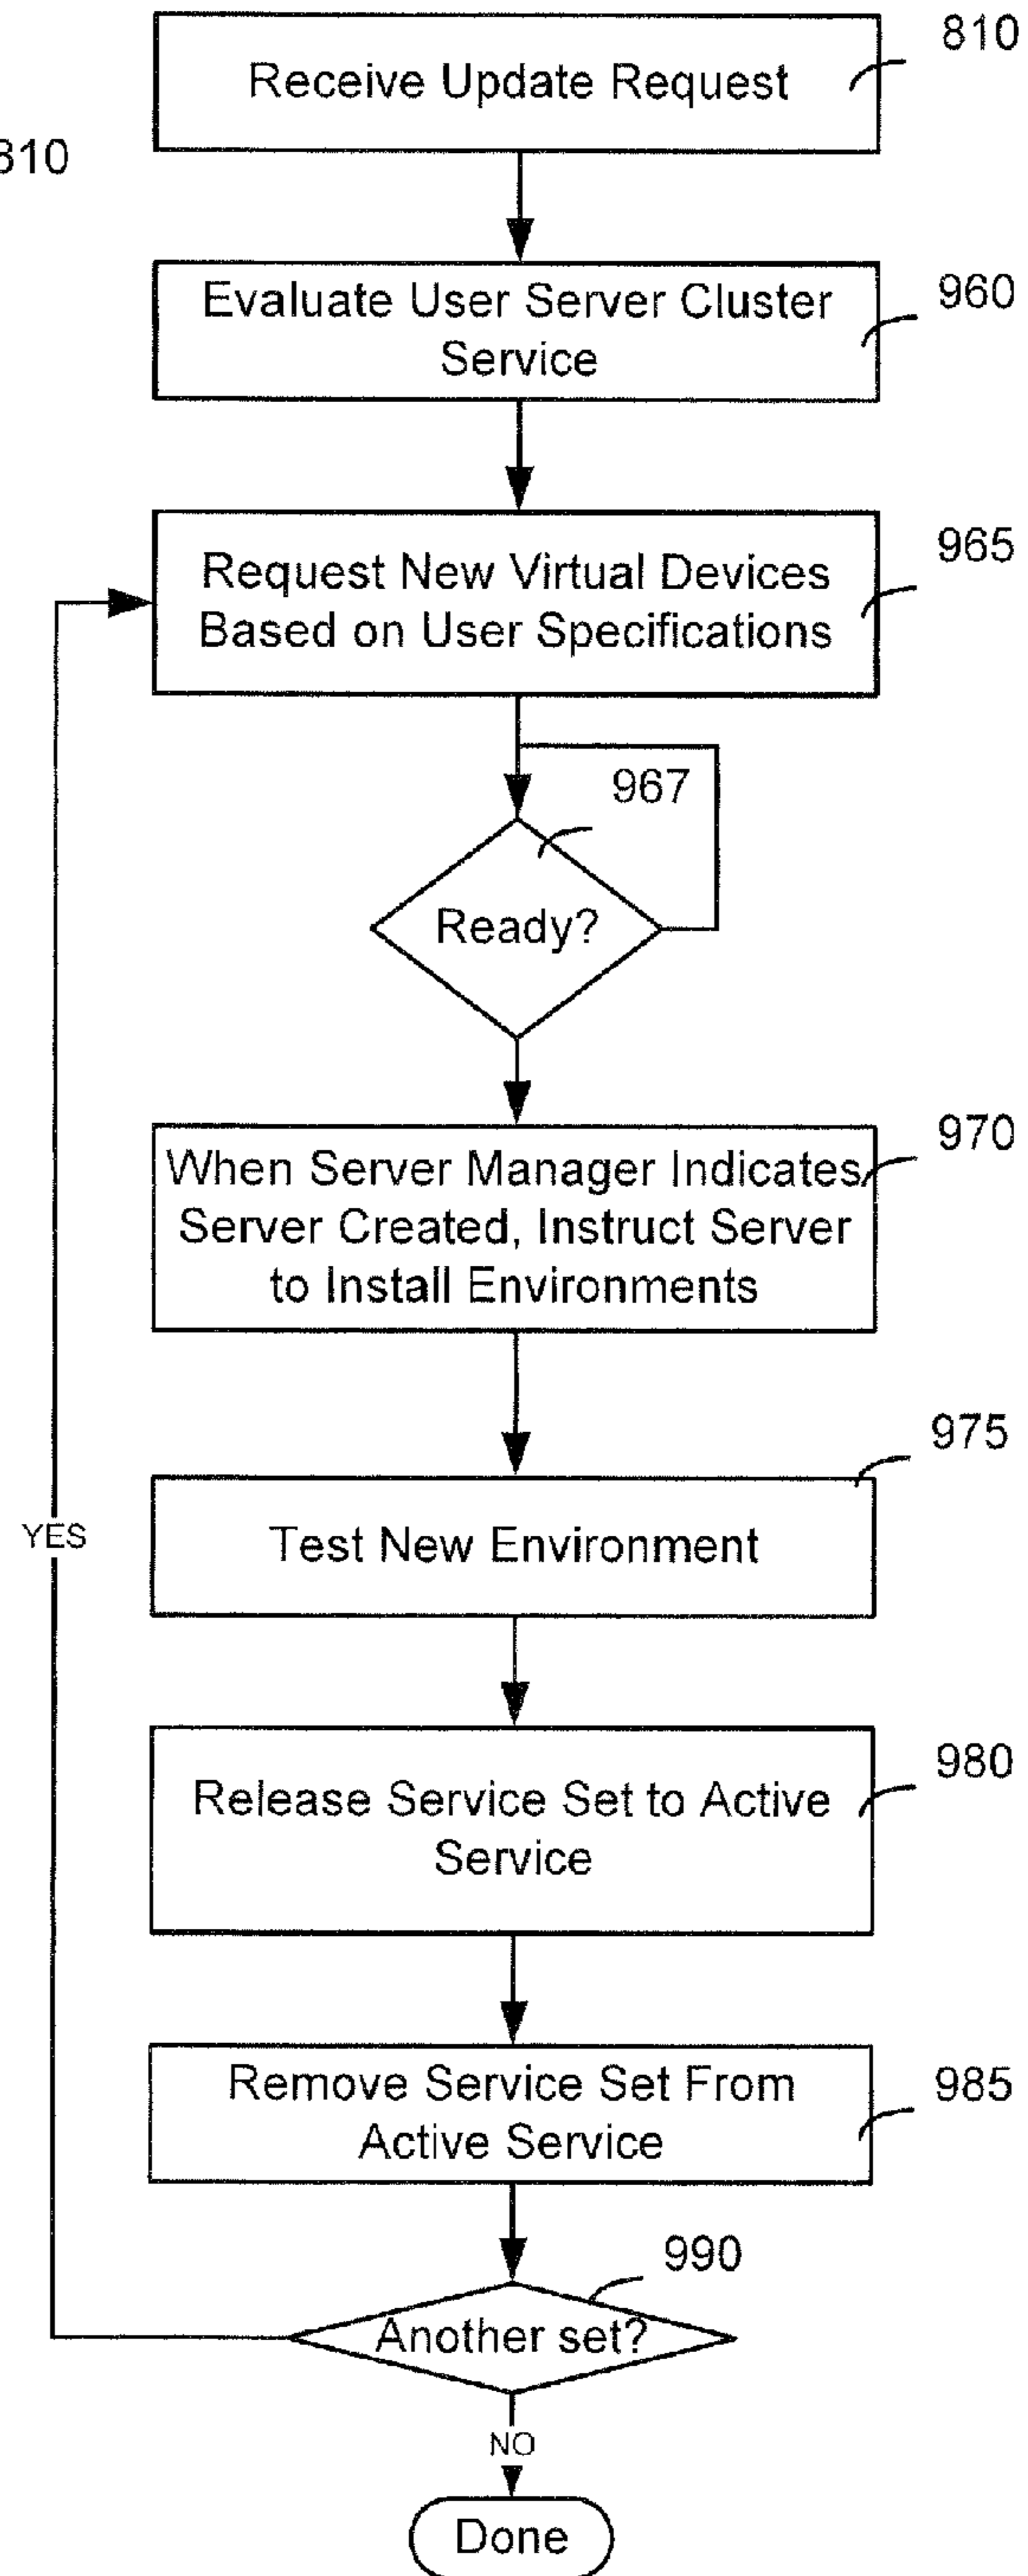 Receive Update Request
810
810
Evaluate User Server Cluster
Service
960
Request New Virtual Devices
Based on User Specifications
965
967
Ready?
When Server Manager Indicates
Server Created, Instruct Server
to Install Environments
970
975
Test New Environment
YES
Release Service Set to Active
Service
980
Remove Service Set From
Active Service
985
990
Another set?
NO
Done